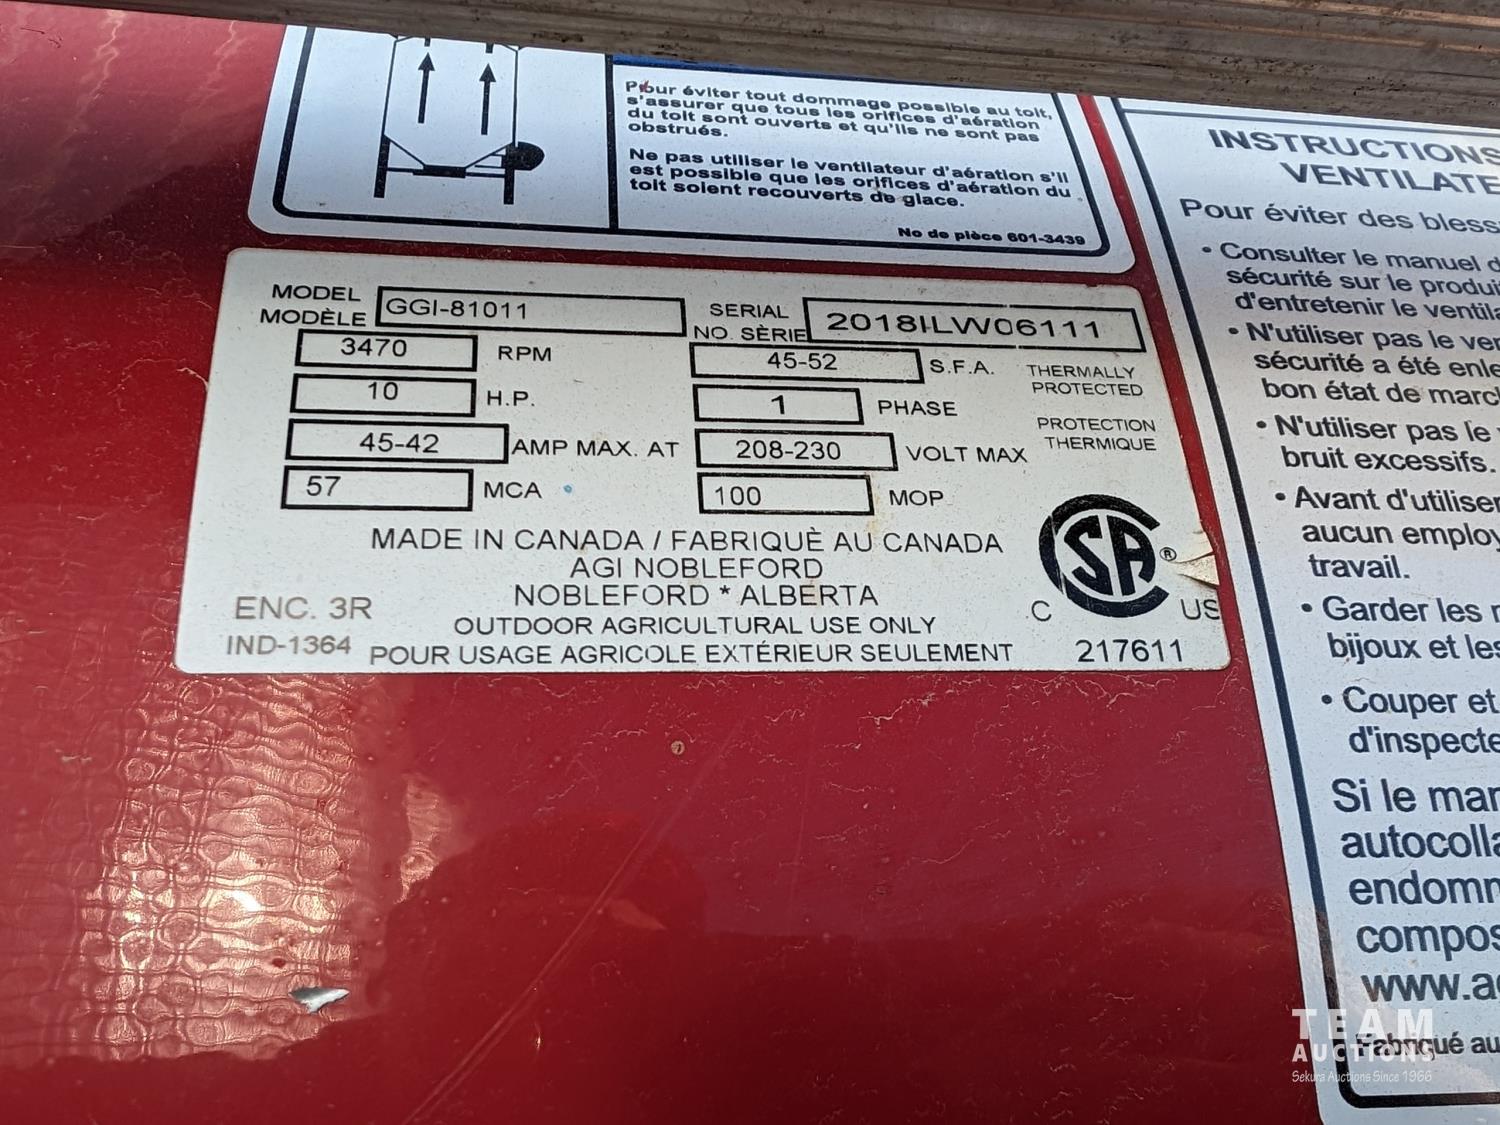 Pour éviter tout dommage possible au toit,
s'assurer que tous les orifices d'aération
du toit sont ouverts et qu'ils ne sont pas
obstrués.
Ne pas utiliser le ventilateur d'aération s'il
est possible que les orifices d'aération du
toit soient recouverts de glace.
No de pièce 601-3439
MODEL
MODÈLE GGI-81011
SERIAL
NO. SÈRIE 2018ILW06111
3470 RPM 45-52 S.F.A.
10 H.P. 1 PHASE
45-42 AMP MAX. AT 208-230 VOLT MAX
57 MCA 100 MOP
THERMALLY
PROTECTED
PROTECTION
THERMIQUE
MADE IN CANADA / FABRIQUÈ AU CANADA
AGI NOBLEFORD
NOBLEFORD * ALBERTA
OUTDOOR AGRICULTURAL USE ONLY
POUR USAGE AGRICOLE EXTÉRIEUR SEULEMENT
ENC. 3R
IND-1364
C SA ® US
217611
INSTRUCTIONS
VENTILATE
Pour éviter des bless
• Consulter le manuel d
sécurité sur le produi
d'entretenir le ventila
• N'utiliser pas le ven
sécurité a été enle
bon état de marc
• N'utiliser pas le
bruit excessifs.
• Avant d'utiliser
aucun employ
travail.
• Garder les
bijoux et les
• Couper et
d'inspecte
Si le mar
autocolla
endomm
compos
www.a
Fabriqué au
TEAM
AUCTIONS
Sekura Auctions Since 1966